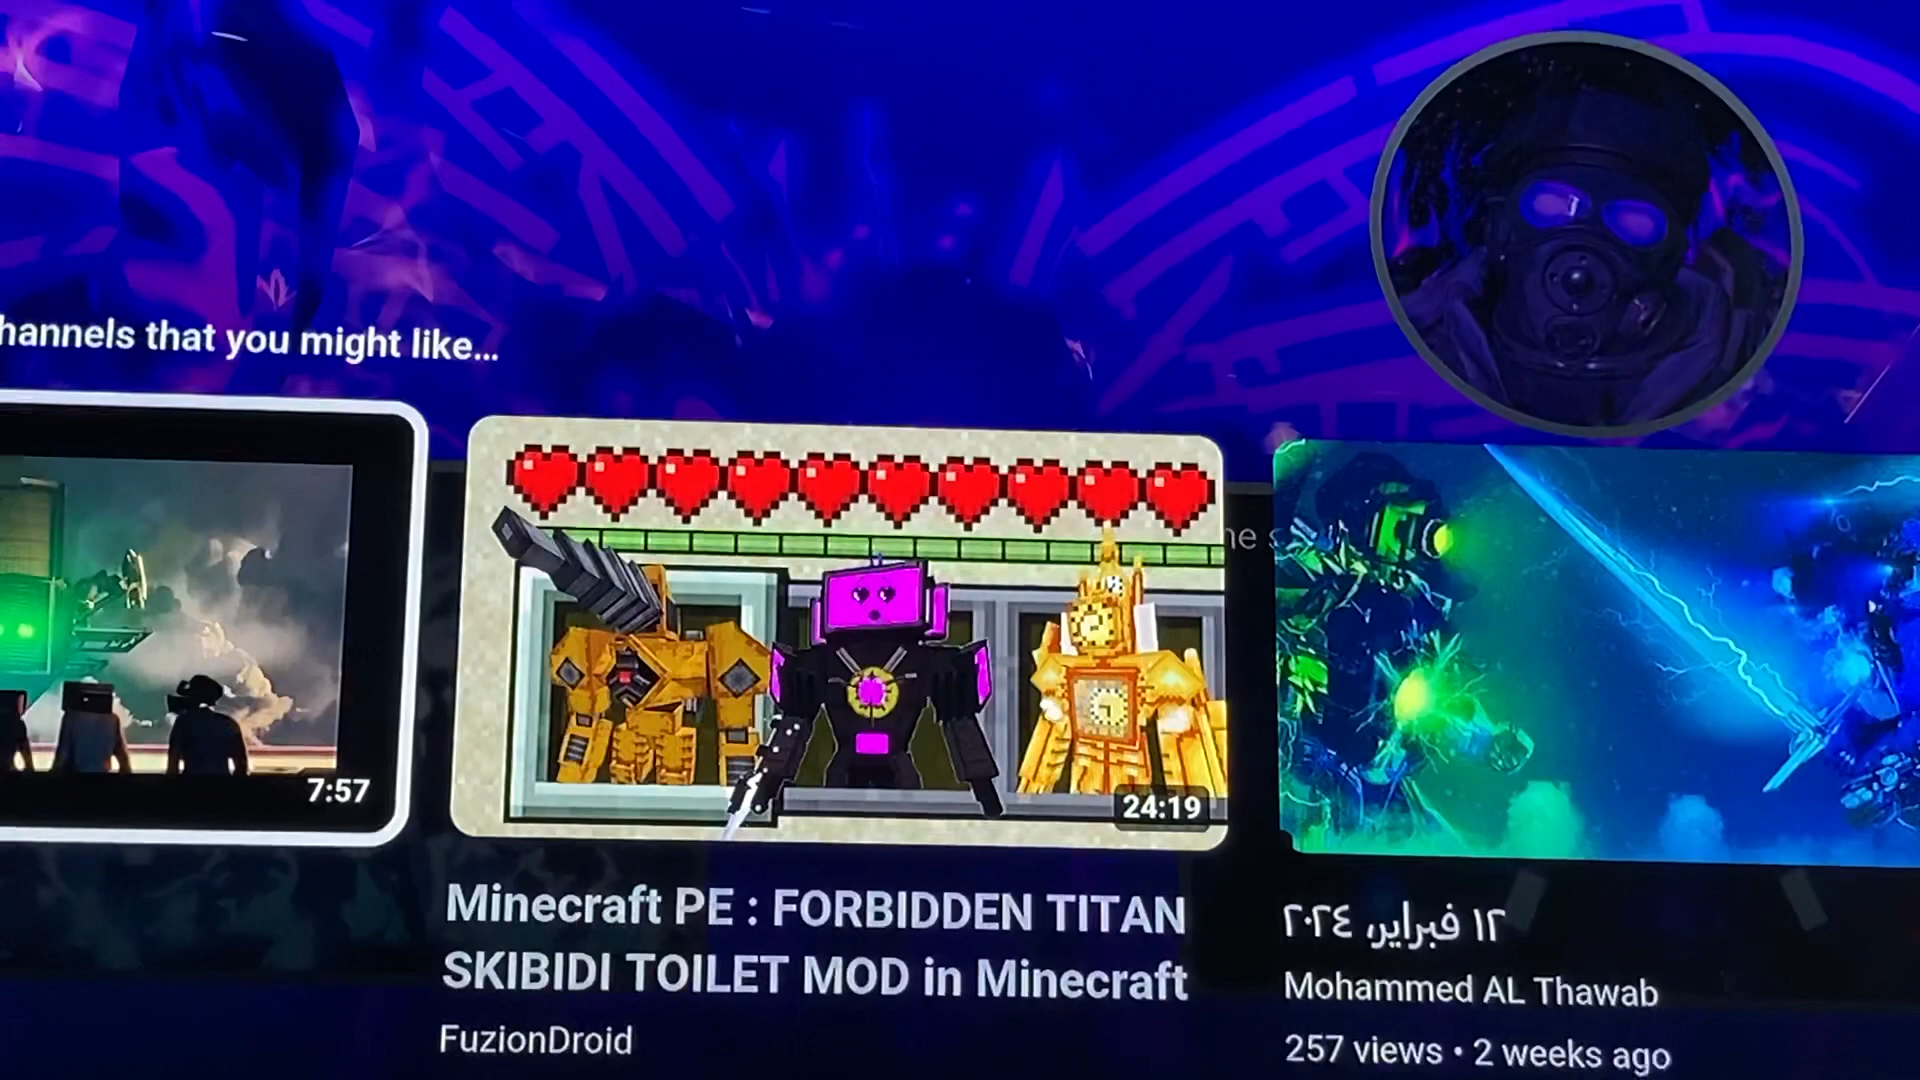 hannels that you might like...
7:57
24:19
Minecraft PE : FORBIDDEN TITAN
SKIBIDI TOILET MOD in Minecraft
FuzionDroid
١٢ فبراير، ٢٠٢٤
Mohammed AL Thawab
257 views • 2 weeks ago